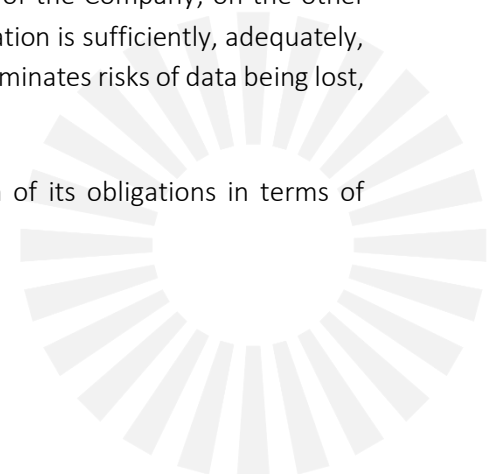 of the Company; on the other
ation is sufficiently, adequately,
minates risks of data being lost,
of its obligations in terms of